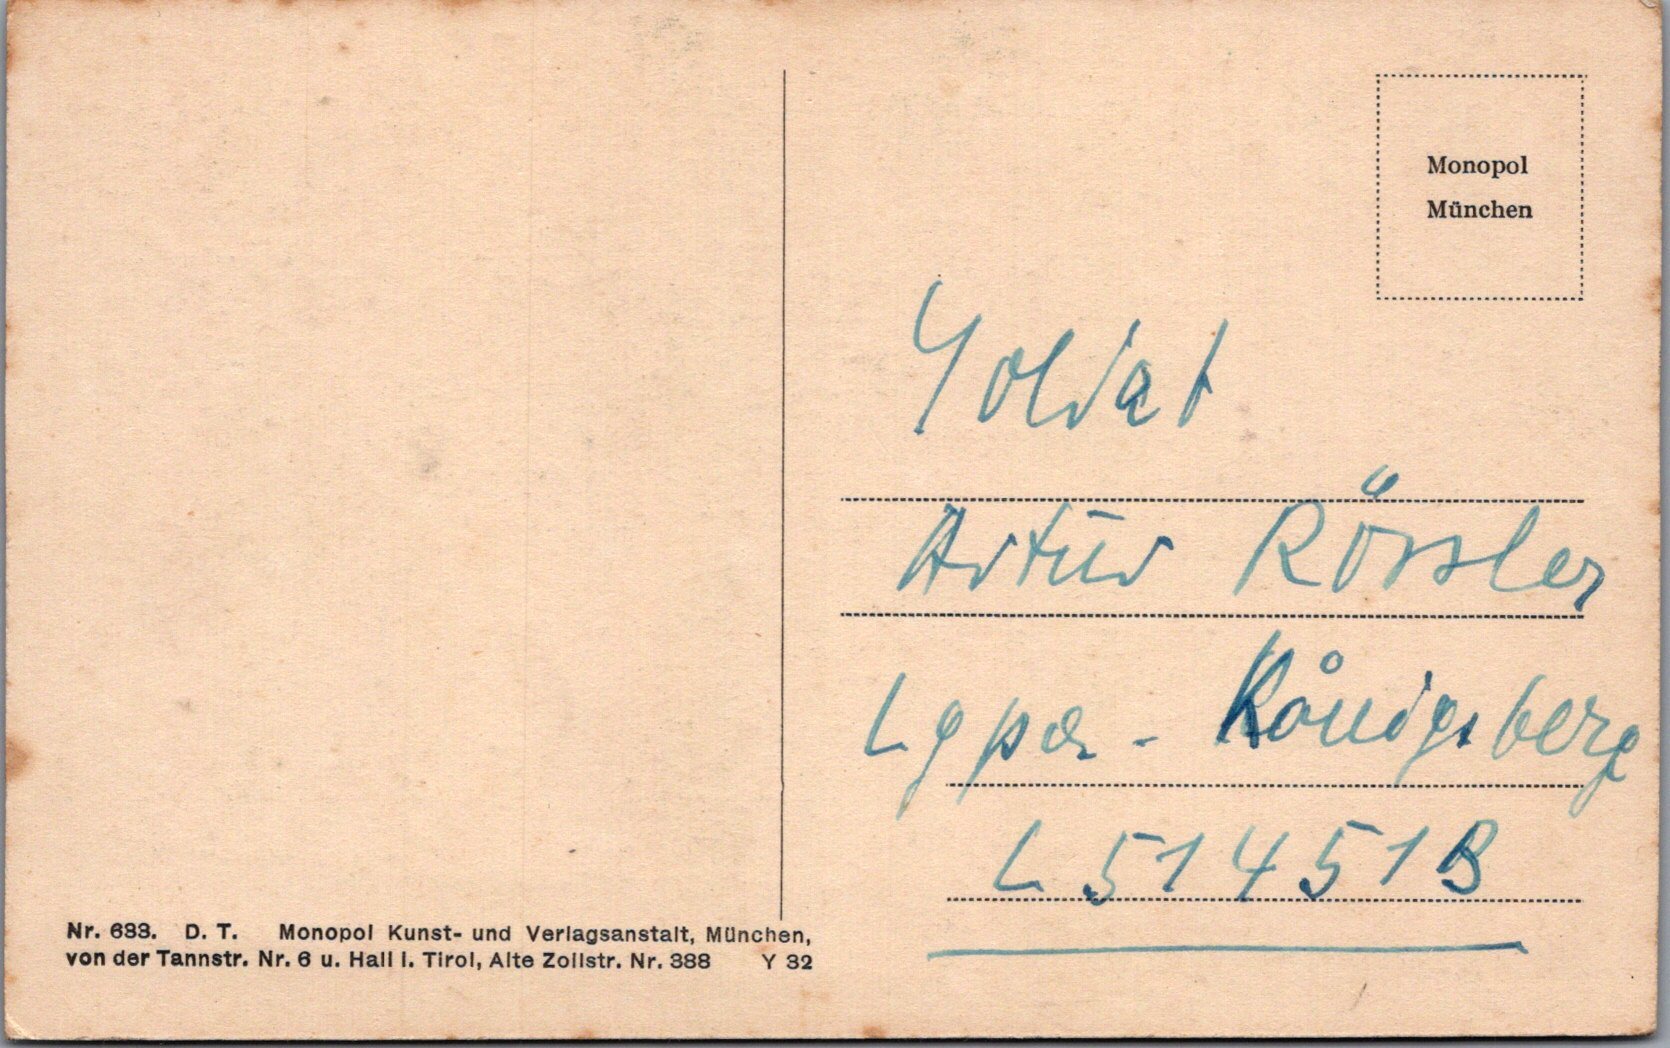 Monopol
München
Soldat
Artur Rössler
Lgpa - Königsberg
L 51451B
Nr. 633. D. T. Monopol Kunst- und Verlagsanstalt, München,
von der Tannstr. Nr. 6 u. Hall i. Tirol, Alte Zollstr. Nr. 388 Y 32